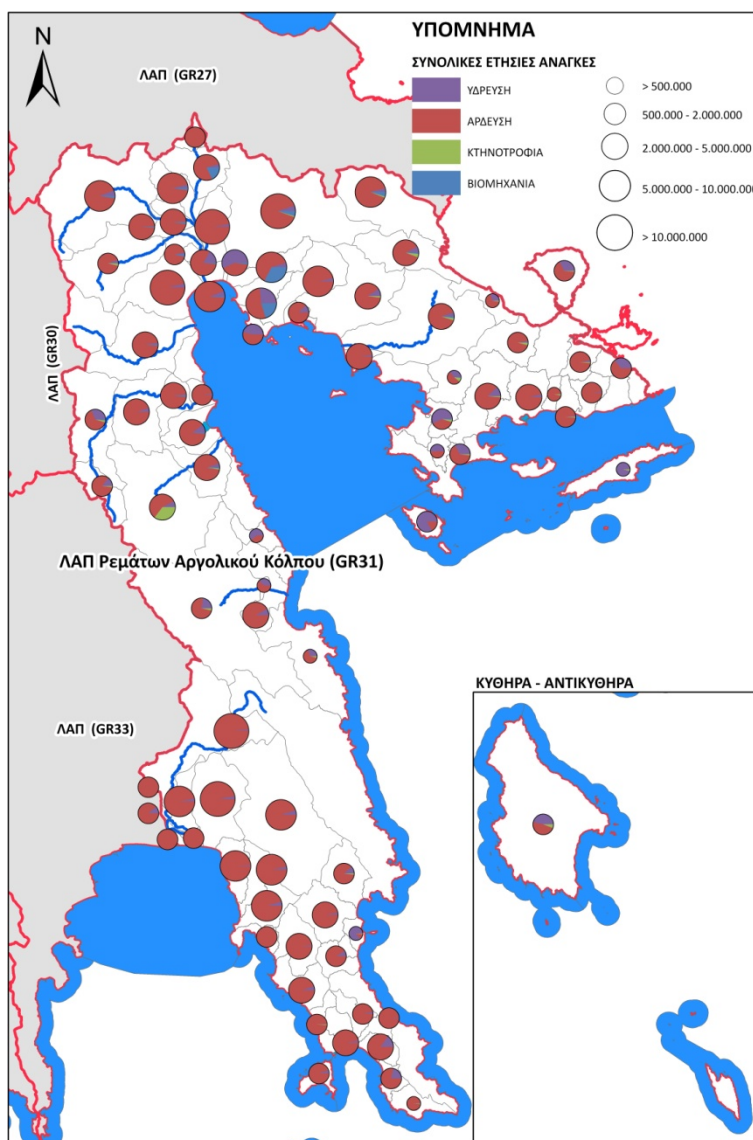 N
ΥΠΟΜΝΗΜΑ
ΣΥΝΟΛΙΚΕΣ ΕΤΗΣΙΕΣ ΑΝΑΓΚΕΣ
ΥΔΡΕΥΣΗ
ΑΡΔΕΥΣΗ
ΚΤΗΝΟΤΡΟΦΙΑ
ΒΙΟΜΗΧΑΝΙΑ
> 500.000
500.000 - 2.000.000
2.000.000 - 5.000.000
5.000.000 - 10.000.000
> 10.000.000
ΛΑΠ (GR27)
ΛΑΠ (GR30)
ΛΑΠ Ρεμάτων Αργολικού Κόλπου (GR31)
ΛΑΠ (GR33)
ΚΥΘΗΡΑ - ΑΝΤΙΚΥΘΗΡΑ